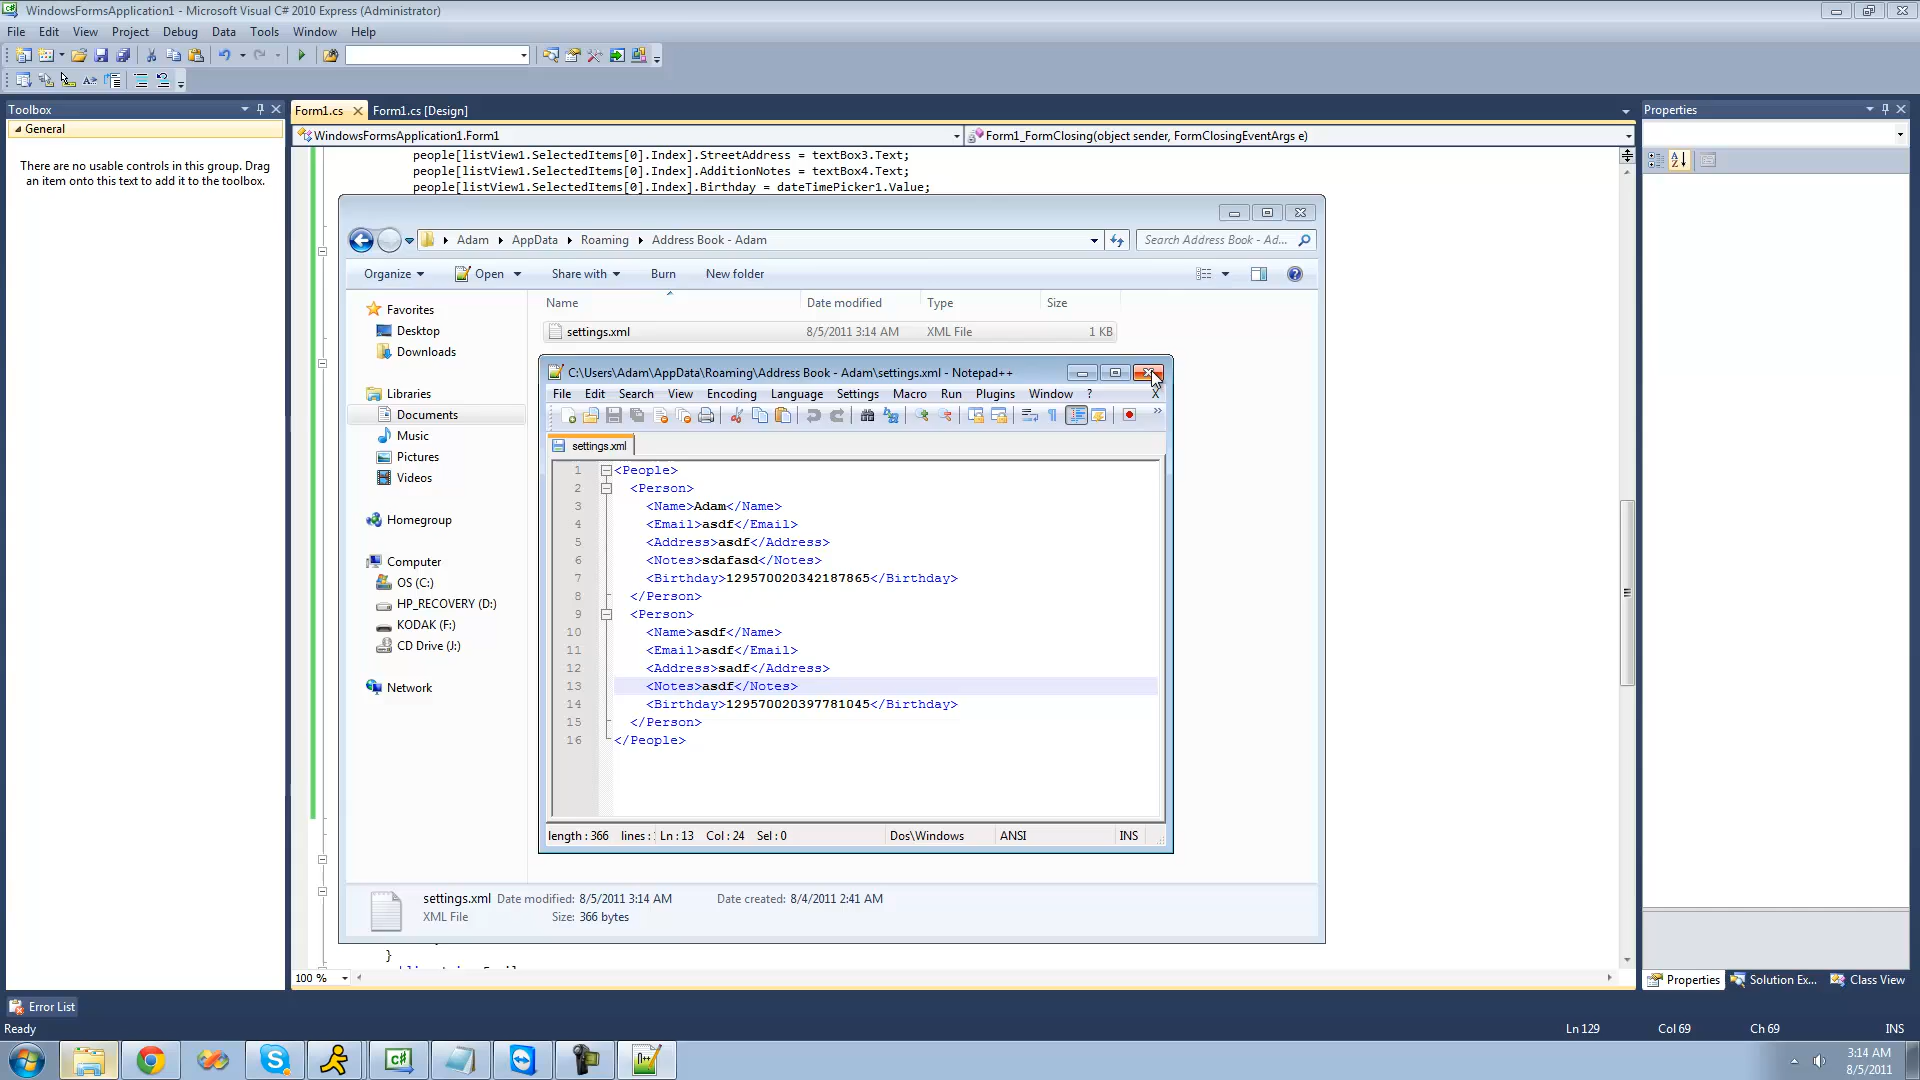 WindowsFormsApplication1 - Microsoft Visual C# 2010 Express (Administrator)
File Edit View Project Debug Data Tools Window Help
Toolbox
General
There are no usable controls in this group. Drag
an item onto this text to add it to the toolbox.
Form1.cs Form1.cs [Design]
WindowsFormsApplication1.Form1
Form1_FormClosing(object sender, FormClosingEventArgs e)
people[listView1.SelectedItems[0].Index].StreetAddress = textBox3.Text;
people[listView1.SelectedItems[0].Index].AdditionNotes = textBox4.Text;
people[listView1.SelectedItems[0].Index].Birthday = dateTimePicker1.Value;
Adam AppData Roaming Address Book - Adam
Search Address Book - Ad...
Organize Open Share with Burn New folder
Favorites
Desktop
Downloads
Libraries
Documents
Music
Pictures
Videos
Homegroup
Computer
OS (C:)
HP_RECOVERY (D:)
KODAK (F:)
CD Drive (J:)
Network
Name Date modified Type Size
settings.xml 8/5/2011 3:14 AM XML File 1 KB
C:\Users\Adam\AppData\Roaming\Address Book - Adam\settings.xml - Notepad++
File Edit Search View Encoding Language Settings Macro Run Plugins Window ? X
settings.xml
1 <People>
2 <Person>
3 <Name>Adam</Name>
4 <Email>asdf</Email>
5 <Address>asdf</Address>
6 <Notes>sdafasd</Notes>
7 <Birthday>129570020342187865</Birthday>
8 </Person>
9 <Person>
10 <Name>asdf</Name>
11 <Email>asdf</Email>
12 <Address>sadf</Address>
13 <Notes>asdf</Notes>
14 <Birthday>129570020397781045</Birthday>
15 </Person>
16 </People>
length : 366 lines : Ln : 13 Col : 24 Sel : 0 Dos\Windows ANSI INS
settings.xml Date modified: 8/5/2011 3:14 AM Date created: 8/4/2011 2:41 AM
XML File Size: 366 bytes
}
100 %
Properties
Properties Solution Ex... Class View
Error List
Ready Ln 129 Col 69 Ch 69 INS
3:14 AM
8/5/2011